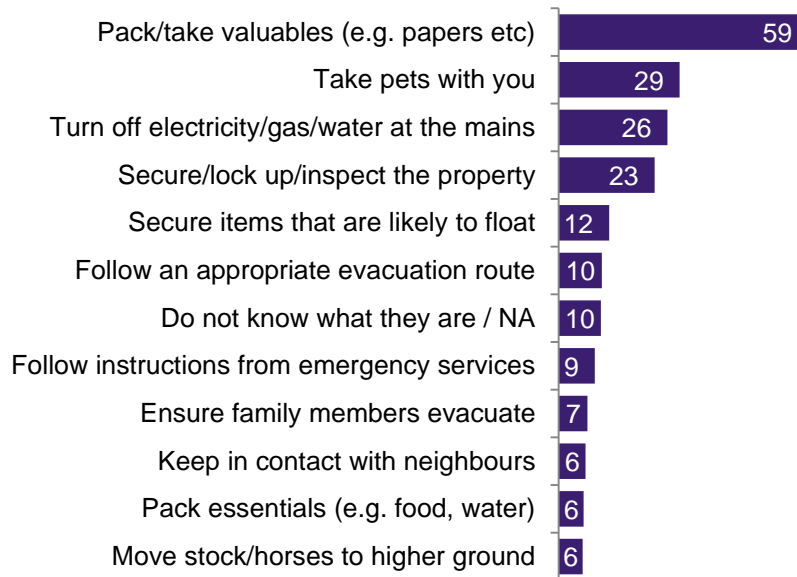 Pack/take valuables (e.g. papers etc) 59
Take pets with you 29
Turn off electricity/gas/water at the mains 26
Secure/lock up/inspect the property 23
Secure items that are likely to float 12
Follow an appropriate evacuation route 10
Do not know what they are / NA 10
Follow instructions from emergency services 9
Ensure family members evacuate 7
Keep in contact with neighbours 6
Pack essentials (e.g. food, water) 6
Move stock/horses to higher ground 6